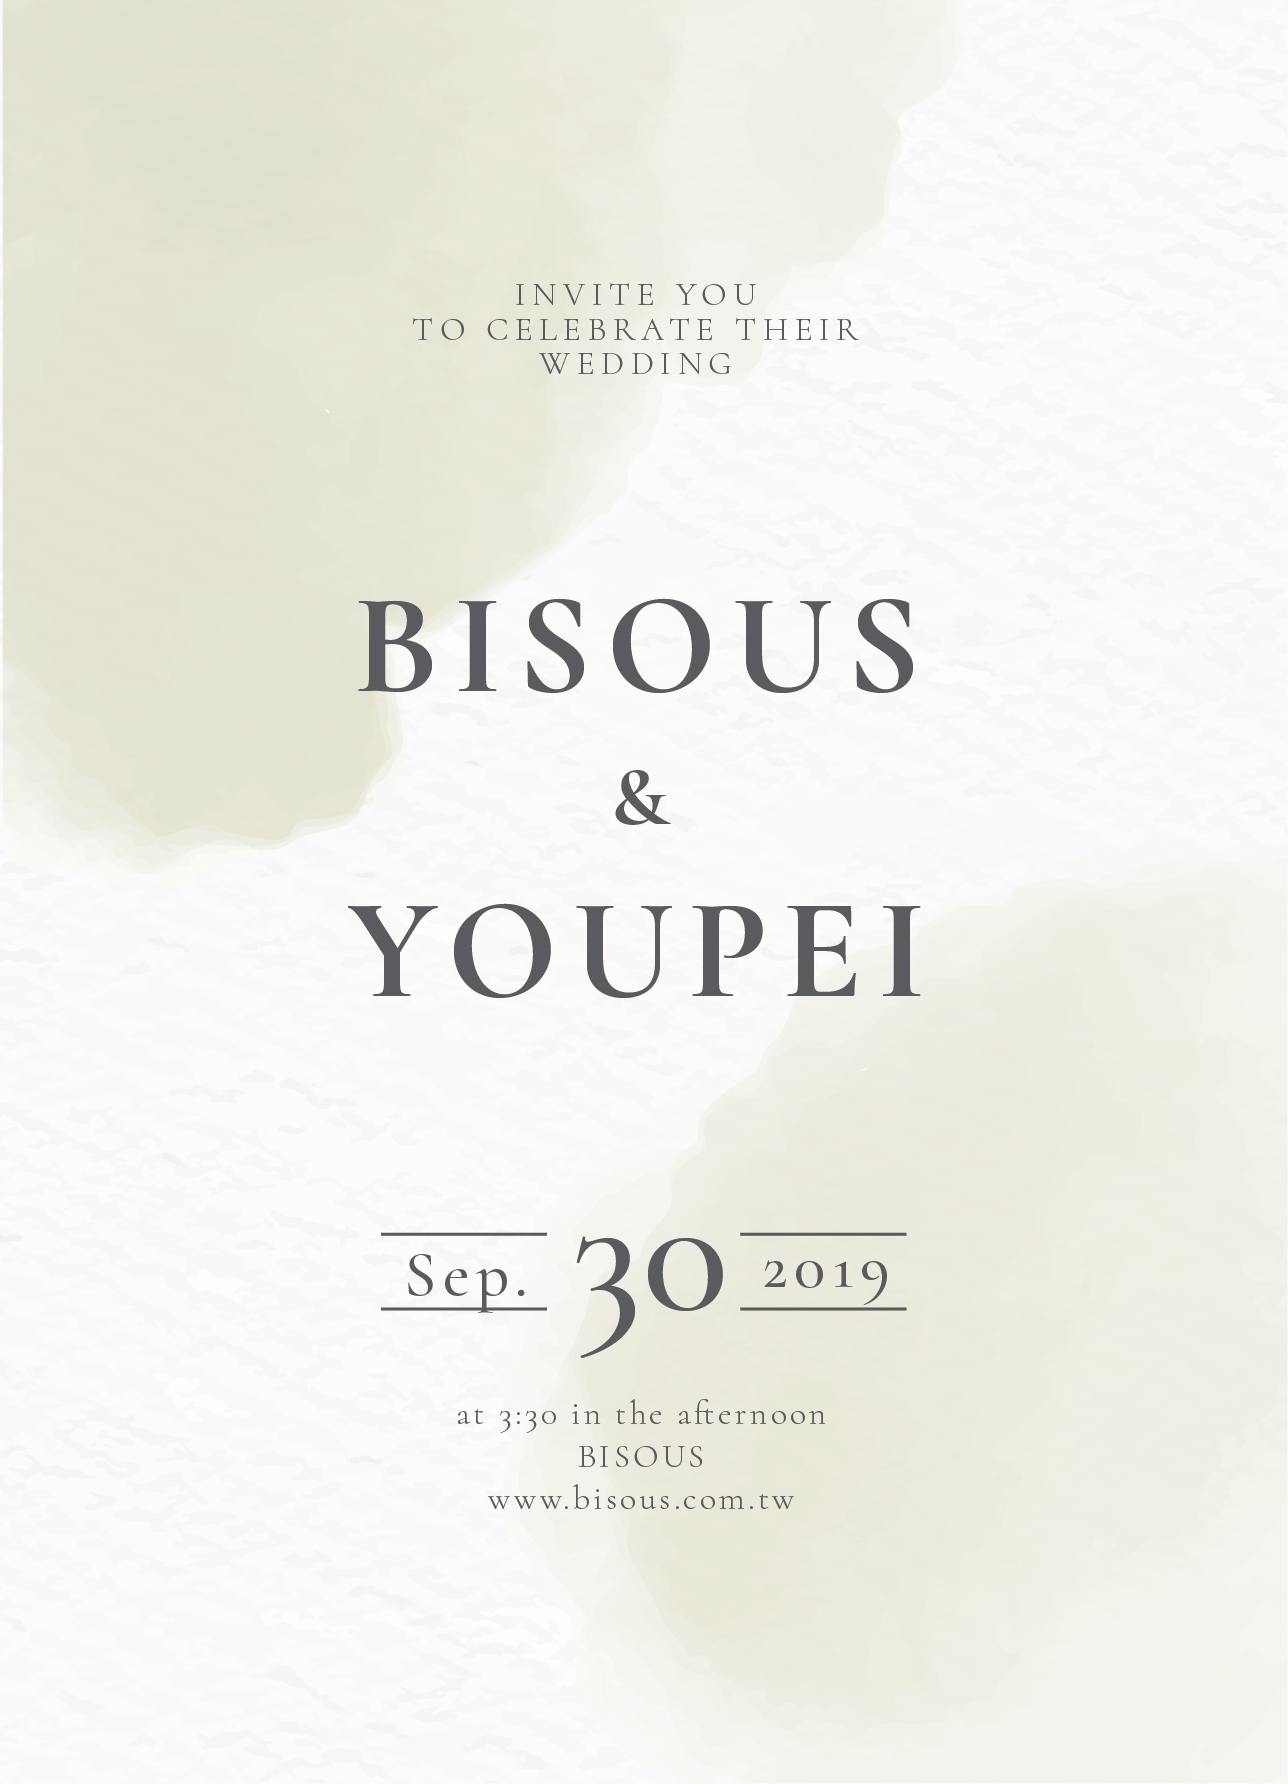 INVITE YOU
TO CELEBRATE THEIR
WEDDING
BISOUS
&
YOUPEI
Sep. 30 2019
at 3:30 in the afternoon
BISOUS
www.bisous.com.tw